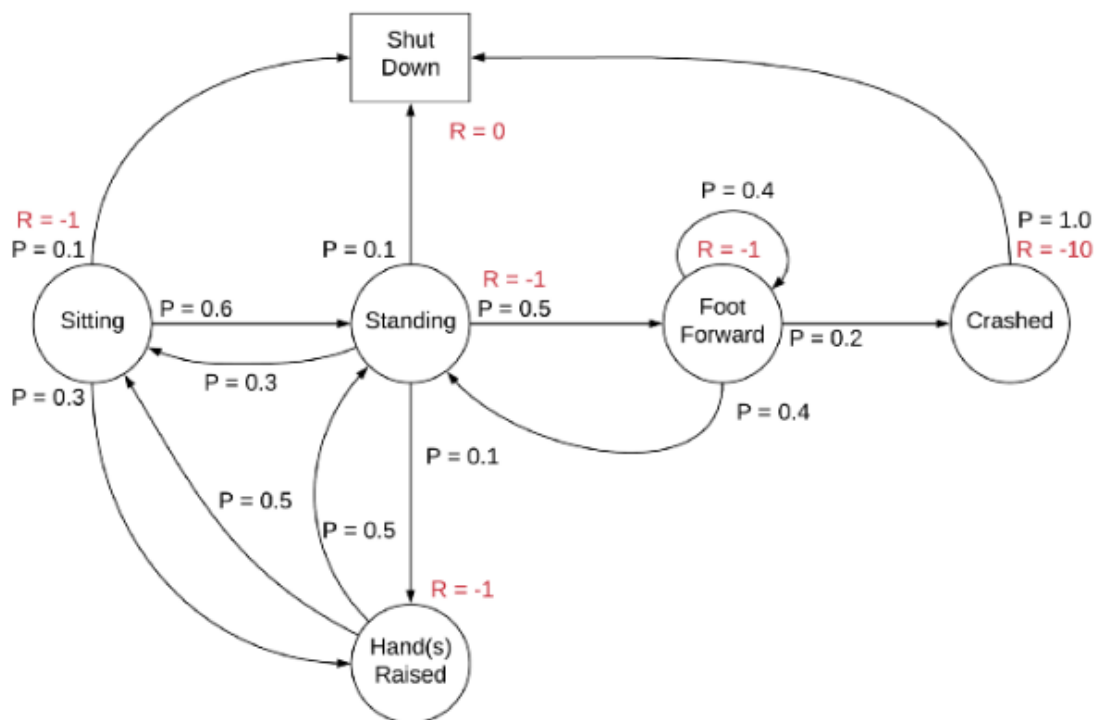 Shut
Down
R = 0
P = 0.4
R = -1
P = 0.1
P = 0.1
R = -1
R = -1
P = 1.0
R = -10
Sitting
P = 0.6
Standing
P = 0.5
Foot
Forward
P = 0.2
Crashed
P = 0.3
P = 0.3
P = 0.4
P = 0.1
P = 0.5
P = 0.5
R = -1
Hand(s)
Raised